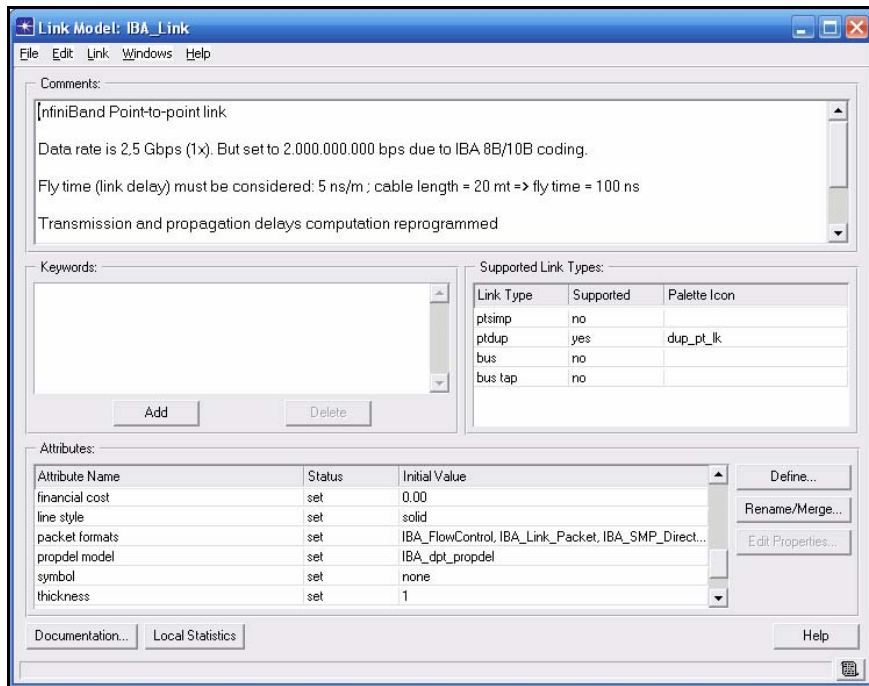 Link Model: IBA_Link
File Edit Link Windows Help
Comments:
InfiniBand Point-to-point link
Data rate is 2,5 Gbps (1x). But set to 2.000.000.000 bps due to IBA 8B/10B coding.
Fly time (link delay) must be considered: 5 ns/m ; cable length = 20 mt => fly time = 100 ns
Transmission and propagation delays computation reprogrammed
Keywords:
Add Delete
Supported Link Types:
Link Type Supported Palette Icon
ptsimp no
ptdup yes dup_pt_lk
bus no
bus tap no
Attributes:
Attribute Name Status Initial Value
financial cost set 0.00
line style set solid
packet formats set IBA_FlowControl, IBA_Link_Packet, IBA_SMP_Direct...
propdel model set IBA_dpt_propdel
symbol set none
thickness set 1
Define...
Rename/Merge...
Edit Properties...
Documentation... Local Statistics Help